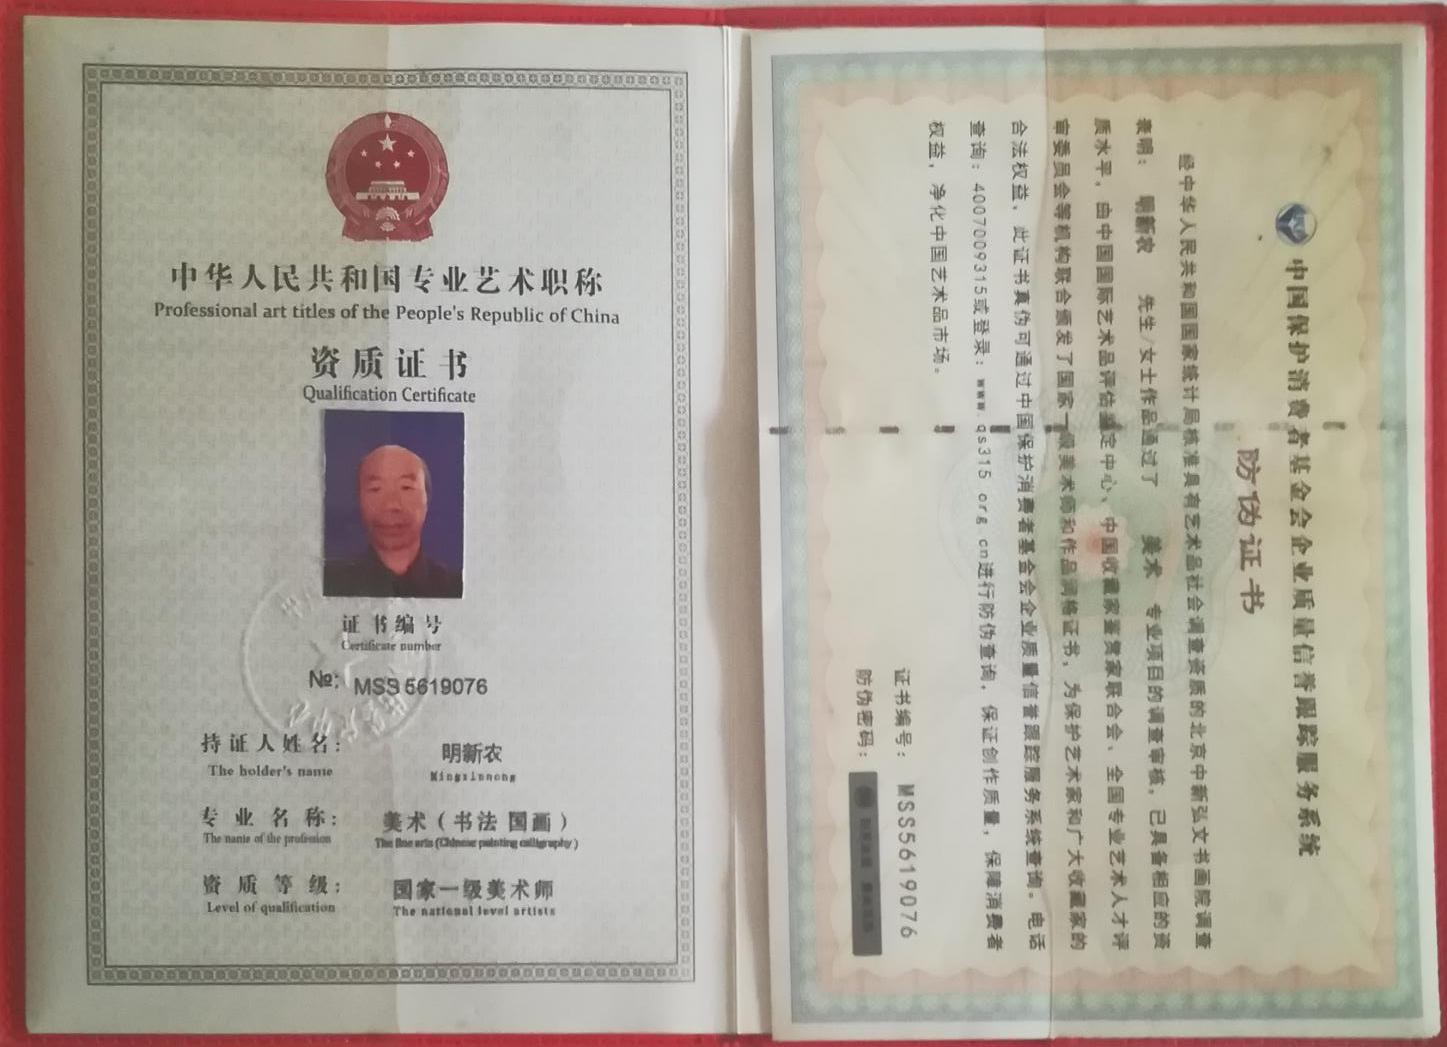 中华人民共和国专业艺术职称
Professional art titles of the People's Republic of China
资质证书
Qualification Certificate
证书编号
Certificate number
№: MSS 5619076
持证人姓名: 明新农
The holder's name Mingxinnong
专业名称: 美术（书法 国画）
The name of the profession The fine arts (Chinese painting calligraphy)
资质等级: 国家一级美术师
Level of qualification The national level artists
中国保护消费者基金会企业质量信誉跟踪服务系统
防伪证书
经中华人民共和国国家统计局核准具有艺术品社会调查资质的北京中新弘文书画院调查
表明： 明新农 先生/女士作品通过了 美术 专业项目的调查审核，已具备相应的资
质水平，由中国国际艺术品评估鉴定中心、中国收藏家鉴赏家联合会、全国专业艺术人才评
审委员会等机构联合颁发了国家一级美术师和作品润格证书，为保护艺术家和广大收藏家的
合法权益，此证书真伪可通过中国保护消费者基金会企业质量信誉跟踪服务系统查询。电话
查询：4007009315或登录：www.qs315.org.cn进行防伪查询，保证创作质量，保障消费者
权益，净化中国艺术品市场。
证书编号：MSS5619076
防伪密码：